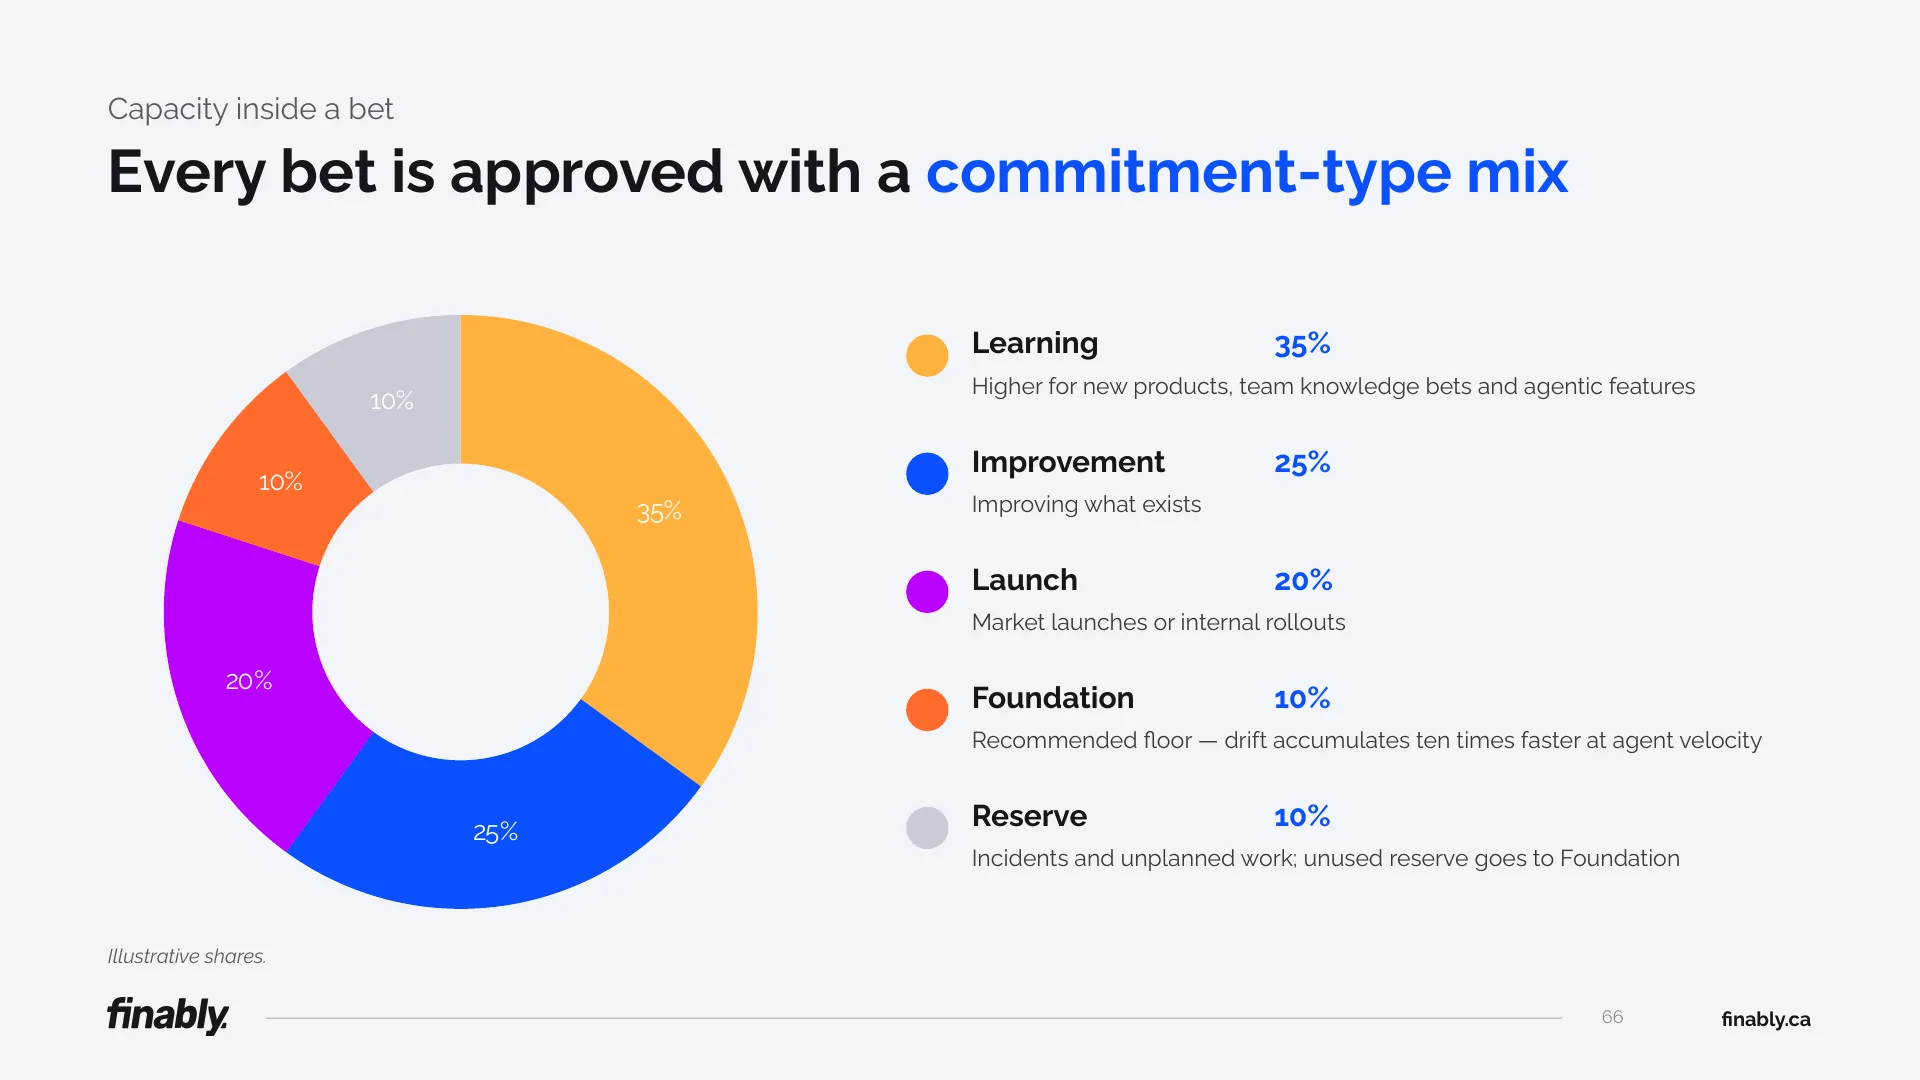 Capacity inside a bet
Every bet is approved with a commitment-type mix
10%
10%
35%
20%
25%
Learning 35%
Higher for new products, team knowledge bets and agentic features
Improvement 25%
Improving what exists
Launch 20%
Market launches or internal rollouts
Foundation 10%
Recommended floor — drift accumulates ten times faster at agent velocity
Reserve 10%
Incidents and unplanned work; unused reserve goes to Foundation
Illustrative shares.
finably.
66
finably.ca